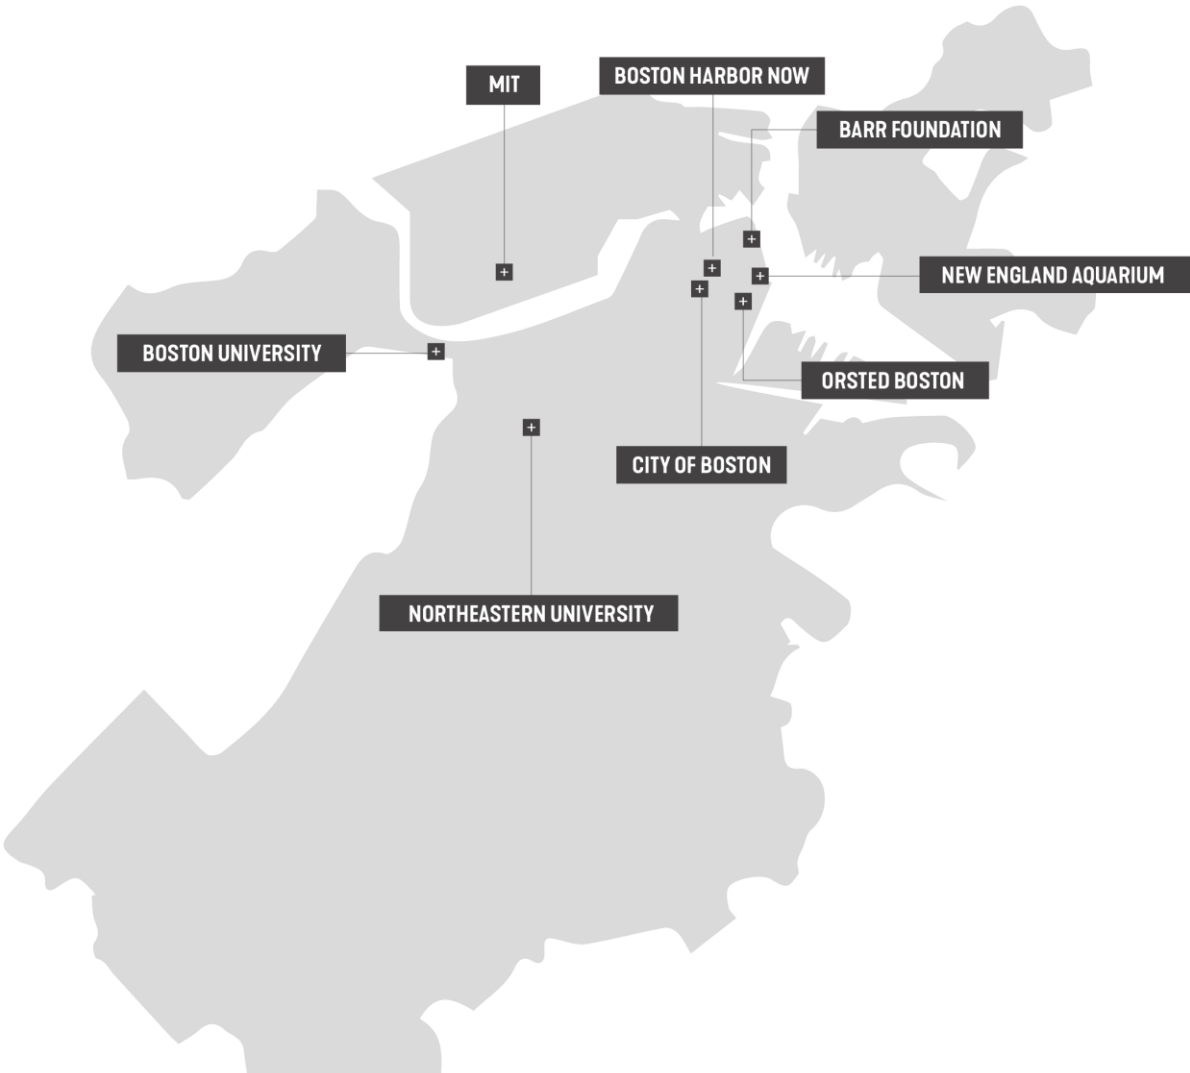 MIT
BOSTON HARBOR NOW
BARR FOUNDATION
NEW ENGLAND AQUARIUM
BOSTON UNIVERSITY
ORSTED BOSTON
CITY OF BOSTON
NORTHEASTERN UNIVERSITY